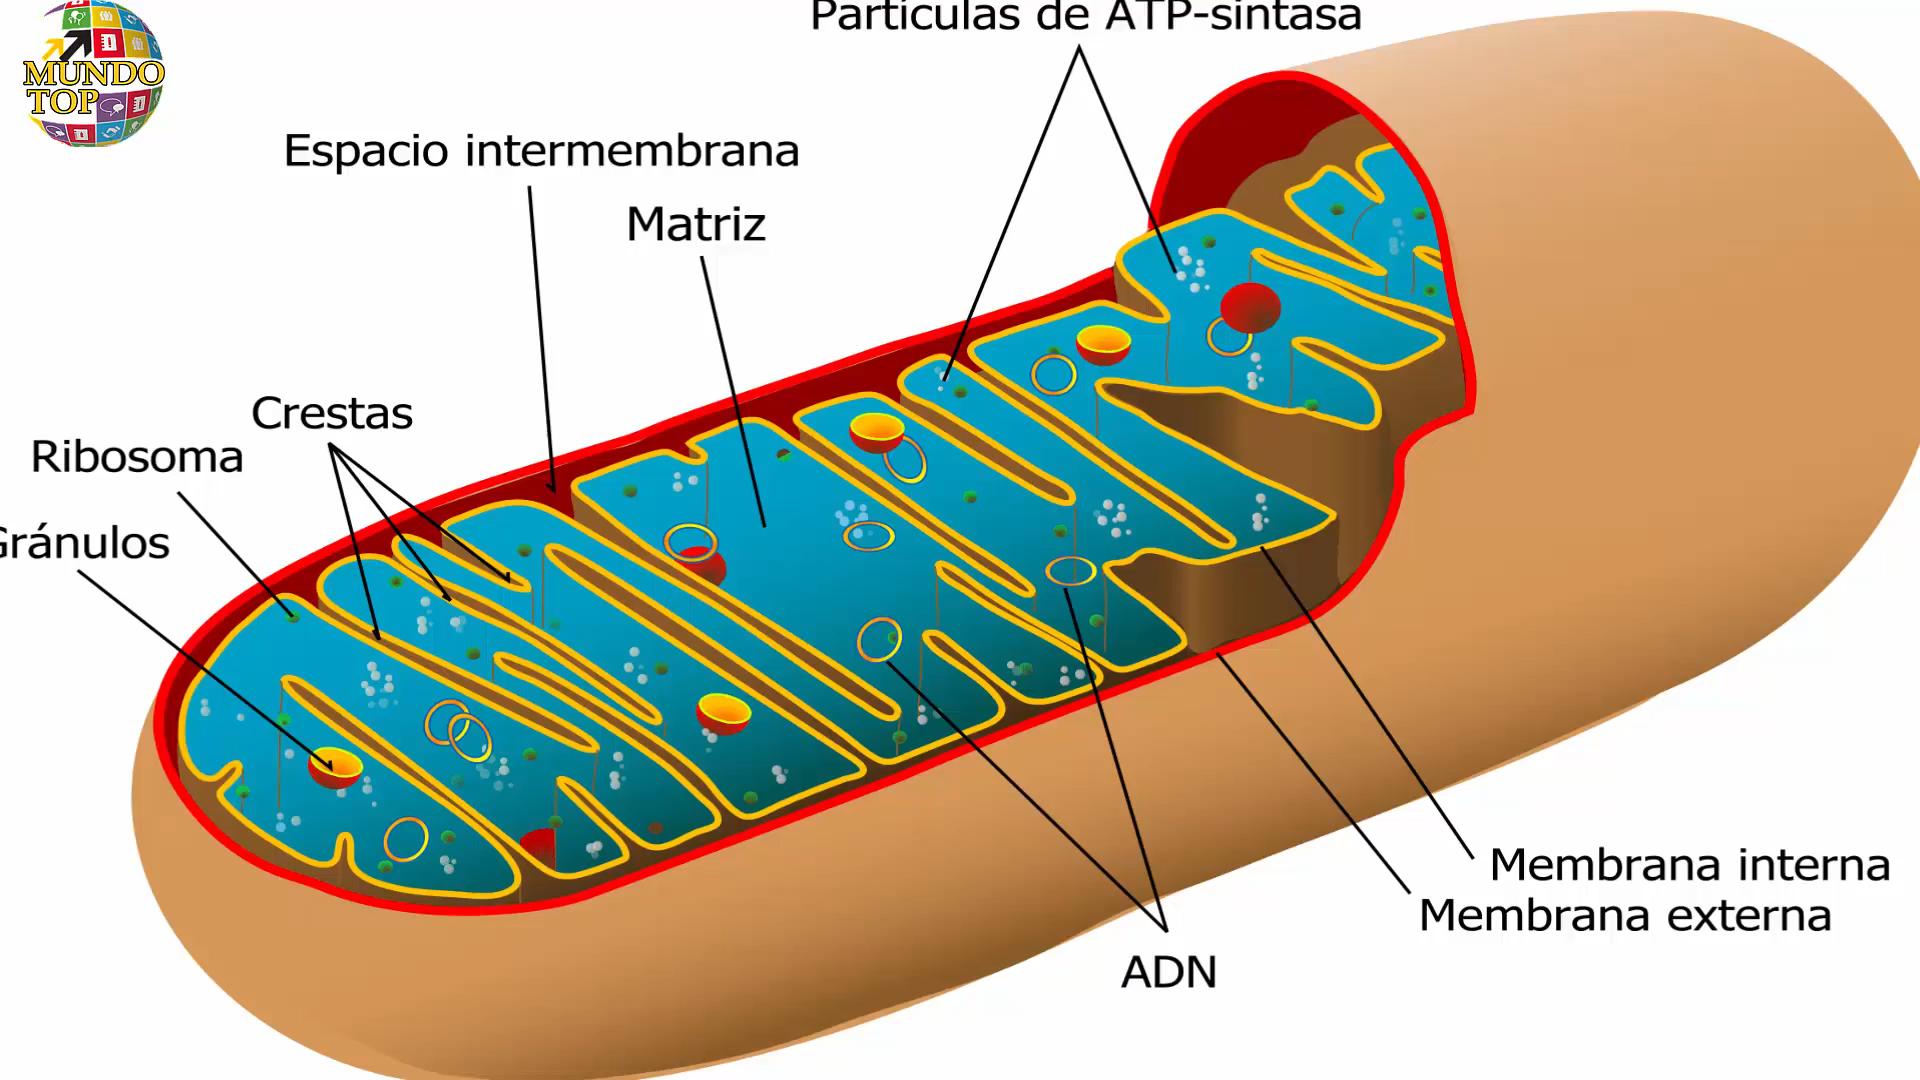 MUNDO
TOP
Partículas de ATP-sintasa
Espacio intermembrana
Matriz
Crestas
Ribosoma
Gránulos
Membrana interna
Membrana externa
ADN